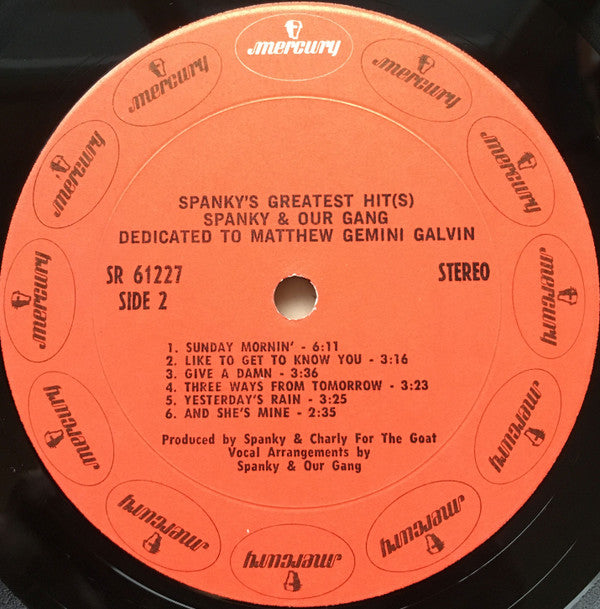 mercury
mercury
mercury
mercury
mercury
mercury
mercury
mercury
mercury
mercury
mercury
mercury
SPANKY'S GREATEST HIT(S)
SPANKY & OUR GANG
DEDICATED TO MATTHEW GEMINI GALVIN
SR 61227
SIDE 2
STEREO
1. SUNDAY MORNIN' - 6:11
2. LIKE TO GET TO KNOW YOU - 3:16
3. GIVE A DAMN - 3:36
4. THREE WAYS FROM TOMORROW - 3:23
5. YESTERDAY'S RAIN - 3:25
6. AND SHE'S MINE - 2:35
Produced by Spanky & Charly For The Goat
Vocal Arrangements by
Spanky & Our Gang